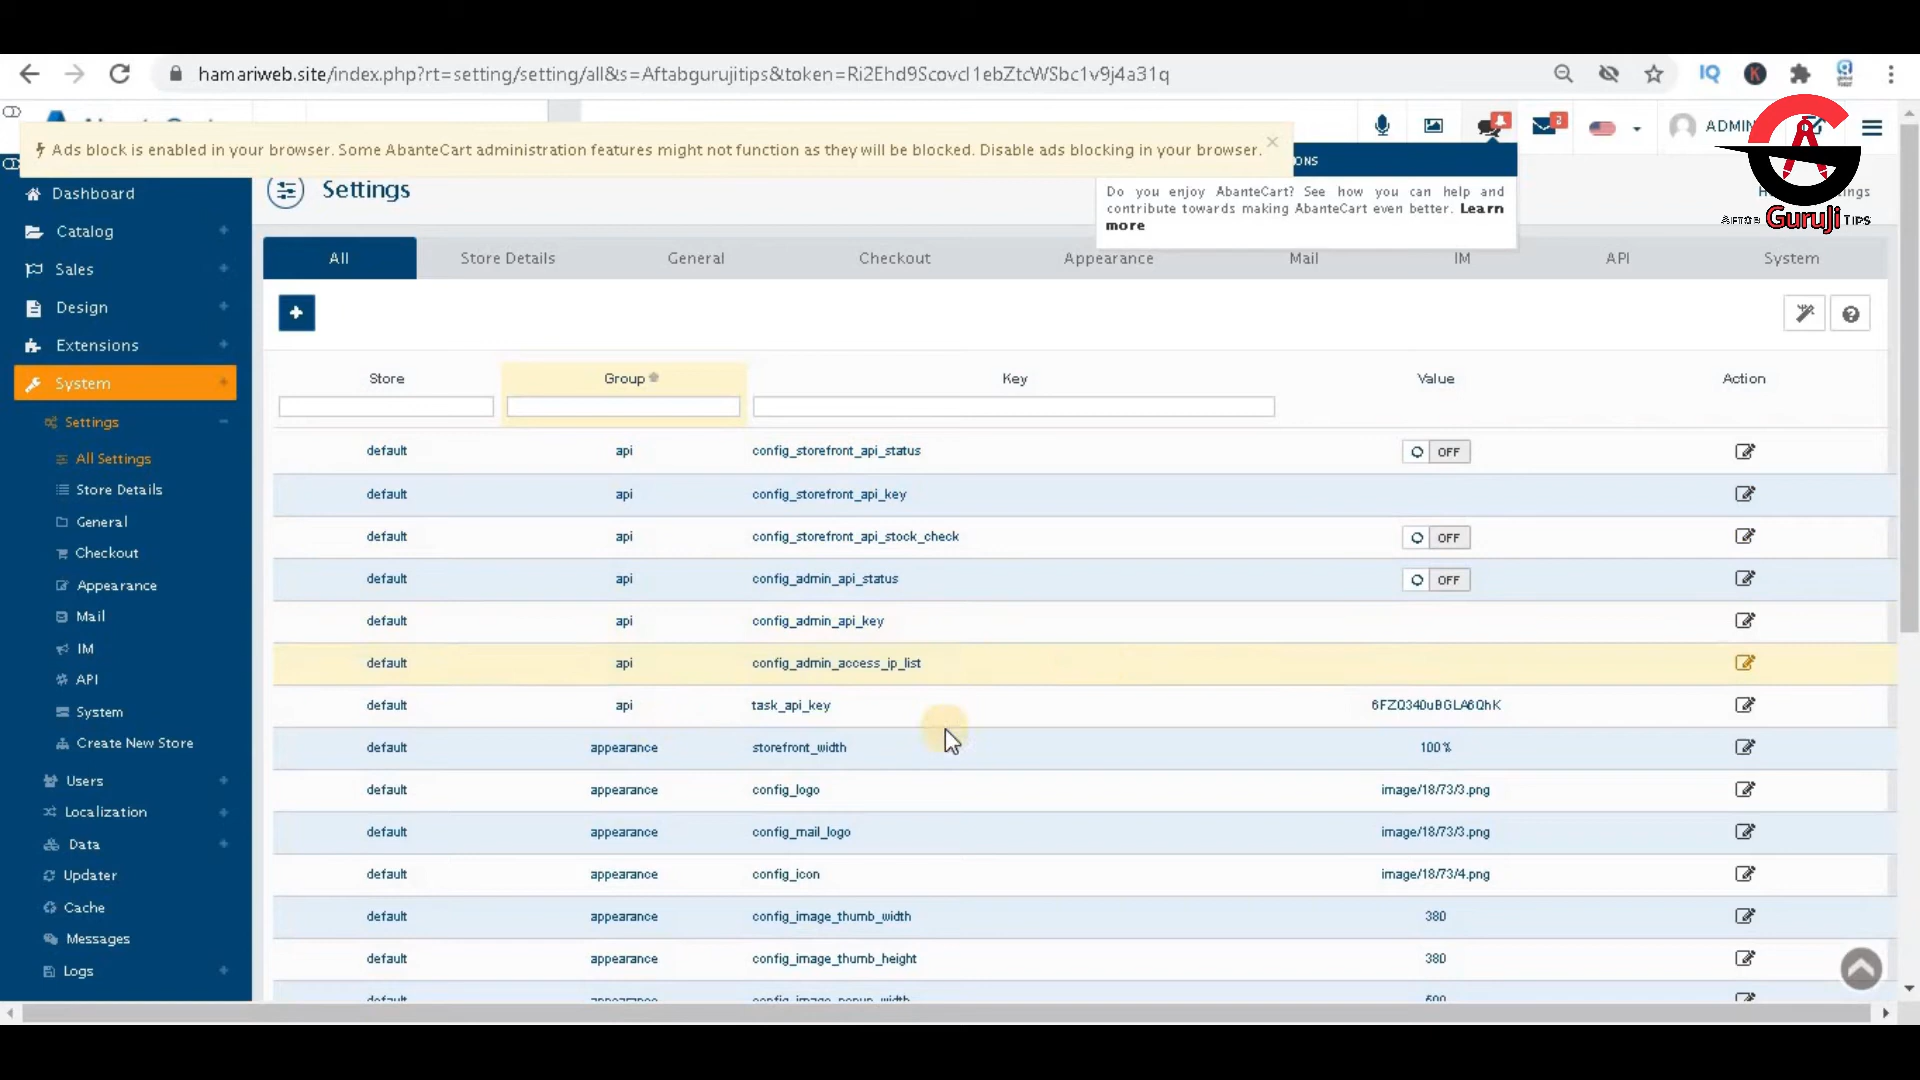 hamariweb.site/index.php?rt=setting/setting/all&s=Aftabgurujitips&token=Ri2Ehd9Scovcl1ebZtcWSbc1v9j4a31q
Ads block is enabled in your browser. Some AbanteCart administration features might not function as they will be blocked. Disable ads blocking in your browser.
2
ADMIN
Do you enjoy AbanteCart? See how you can help and
contribute towards making AbanteCart even better. Learn
more
GuruJi TIPS
Settings
Dashboard
Catalog
Sales
Design
Extensions
System
Settings
All Settings
Store Details
General
Checkout
Appearance
Mail
IM
API
System
Create New Store
Users
Localization
Data
Updater
Cache
Messages
Logs
All Store Details General Checkout Appearance Mail IM API System
Store Group Key Value Action
default api config_storefront_api_status OFF
default api config_storefront_api_key
default api config_storefront_api_stock_check OFF
default api config_admin_api_status OFF
default api config_admin_api_key
default api config_admin_access_ip_list
default api task_api_key 6FZQ340uBGLA6QhK
default appearance storefront_width 100%
default appearance config_logo image/18/73/3.png
default appearance config_mail_logo image/18/73/3.png
default appearance config_icon image/18/73/4.png
default appearance config_image_thumb_width 380
default appearance config_image_thumb_height 380
default appearance config_image_popup_width